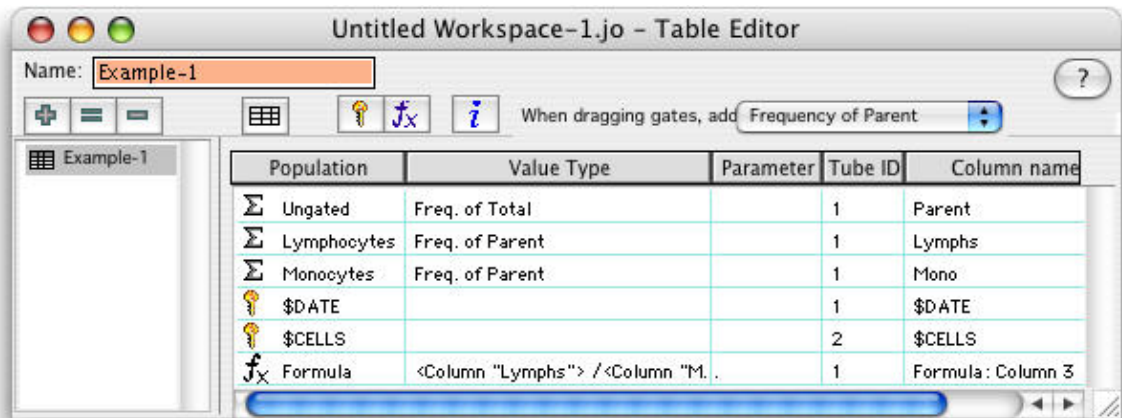 Untitled Workspace-1.jo - Table Editor
Name: Example-1 ?
fx i When dragging gates, add Frequency of Parent
Example-1
Population Value Type Parameter Tube ID Column name
Σ Ungated Freq. of Total 1 Parent
Σ Lymphocytes Freq. of Parent 1 Lymphs
Σ Monocytes Freq. of Parent 1 Mono
$DATE 1 $DATE
$CELLS 2 $CELLS
fx Formula <Column "Lymphs"> /<Column "M. . 1 Formula: Column 3